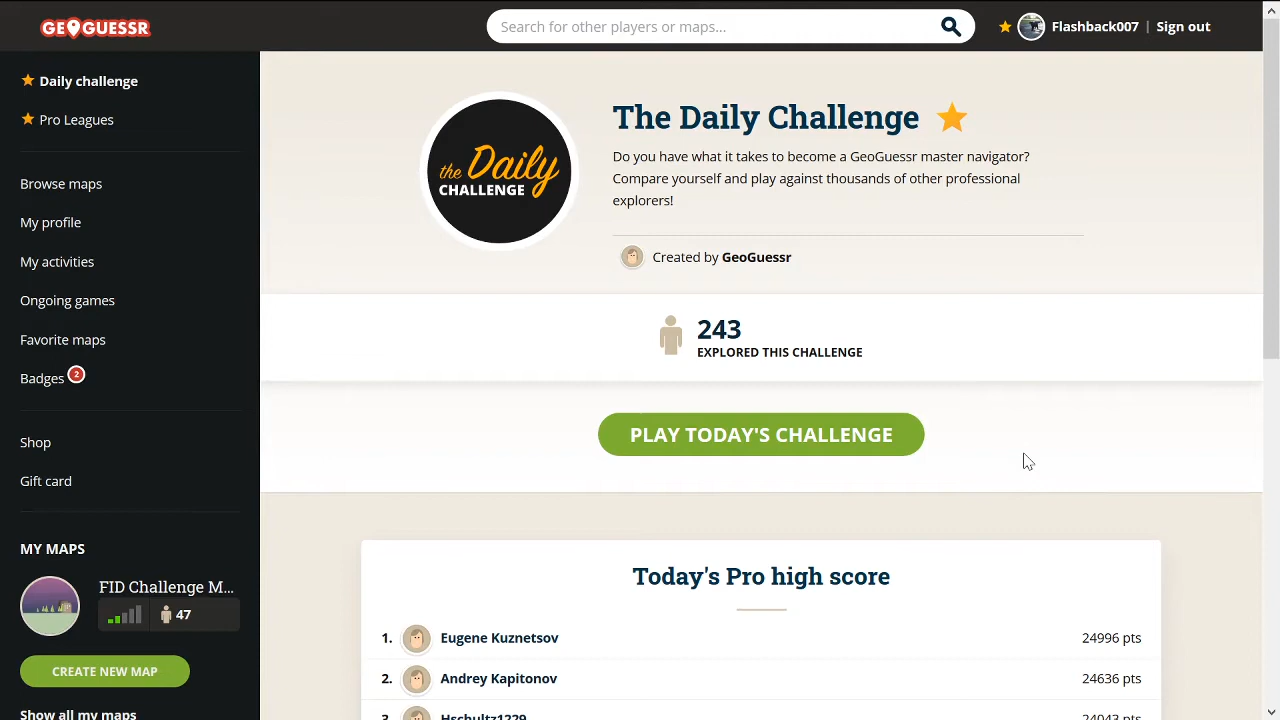 GEOGUESSR
Search for other players or maps...
Flashback007 | Sign out
Daily challenge
Pro Leagues
Browse maps
My profile
My activities
Ongoing games
Favorite maps
Badges 2
Shop
Gift card
MY MAPS
FID Challenge M...
47
CREATE NEW MAP
Show all my maps
the Daily
CHALLENGE
The Daily Challenge
Do you have what it takes to become a GeoGuessr master navigator?
Compare yourself and play against thousands of other professional
explorers!
Created by GeoGuessr
243
EXPLORED THIS CHALLENGE
PLAY TODAY'S CHALLENGE
Today's Pro high score
1. Eugene Kuznetsov 24996 pts
2. Andrey Kapitonov 24636 pts
3. Hschultz1229 24043 pts